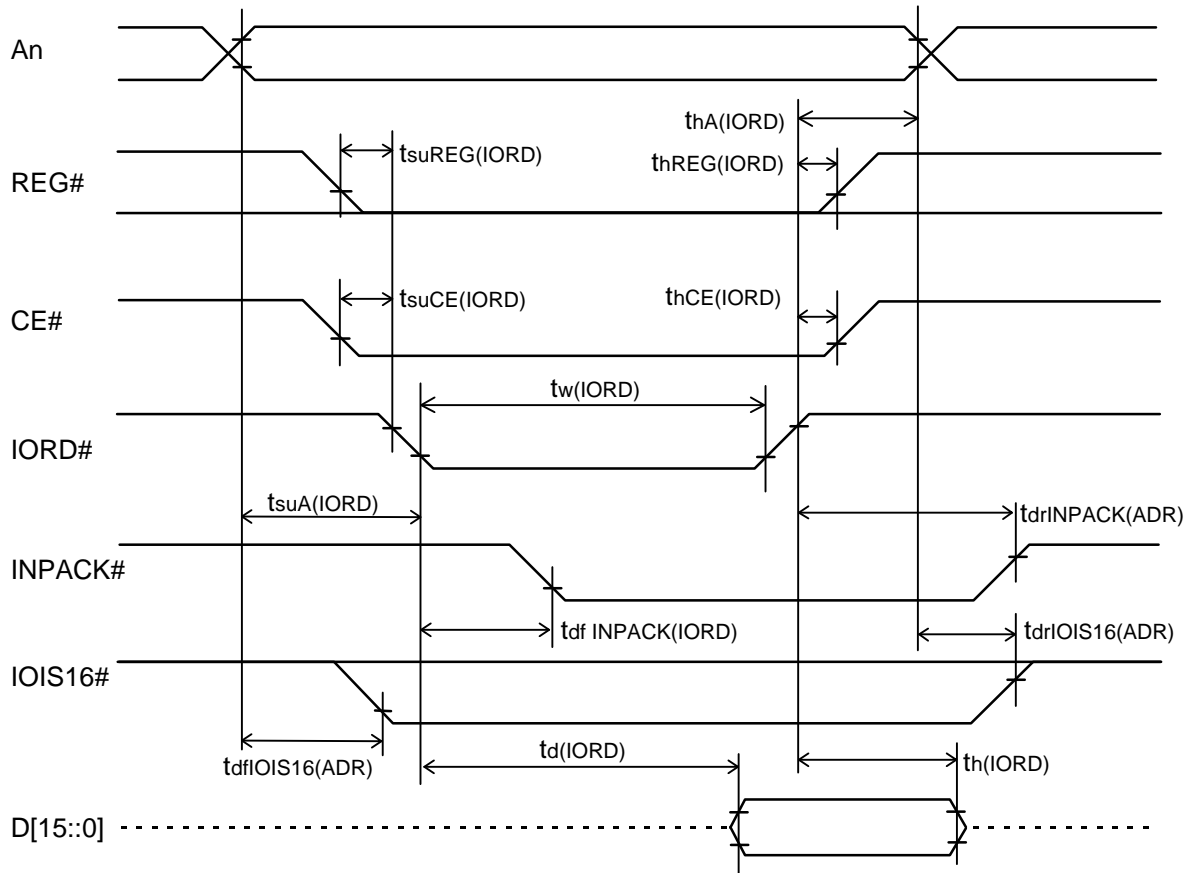 An
thA(IORD)
tsuREG(IORD)
thREG(IORD)
REG#
tsuCE(IORD)
thCE(IORD)
CE#
tw(IORD)
IORD#
tsuA(IORD)
tdrINPACK(ADR)
INPACK#
tdf INPACK(IORD)
tdrIOIS16(ADR)
IOIS16#
tdfIOIS16(ADR)
td(IORD)
th(IORD)
D[15::0]